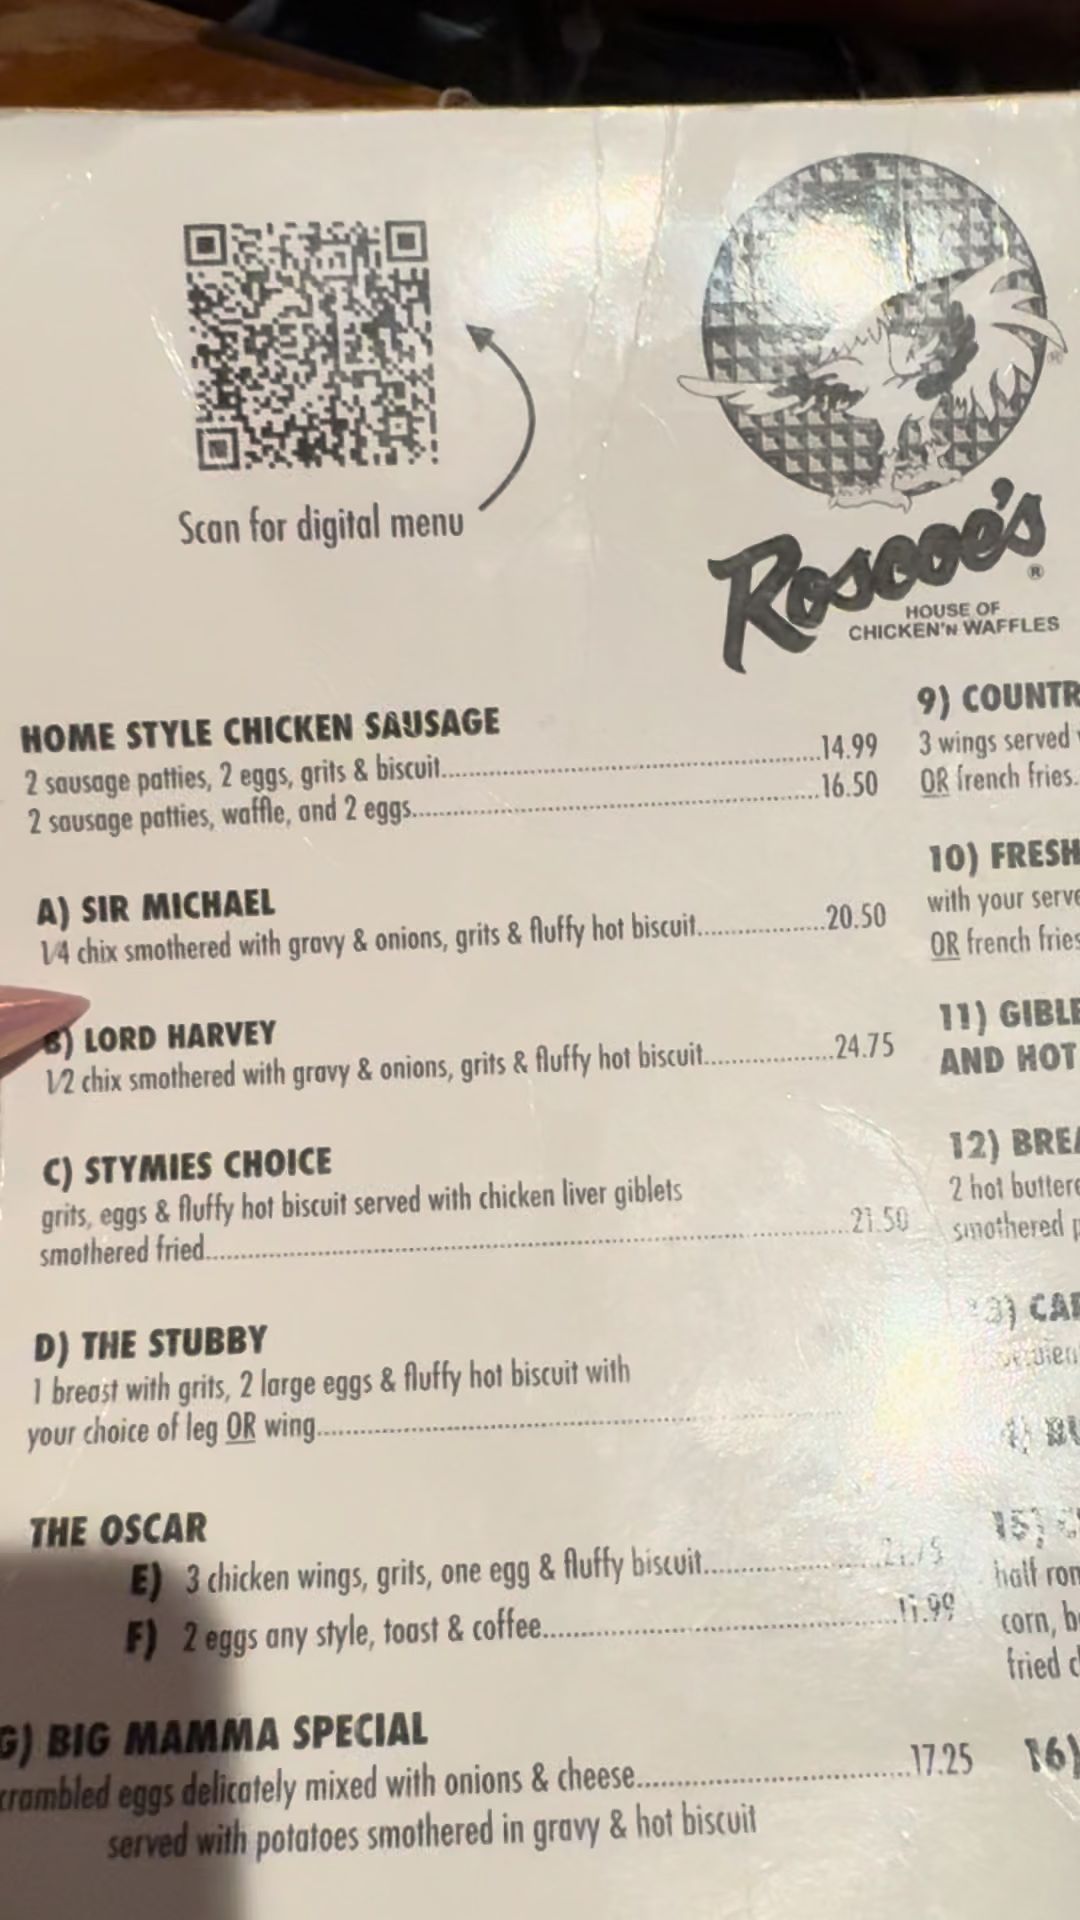 Scan for digital menu
Roscoe's
®
HOUSE OF
CHICKEN'N WAFFLES
HOME STYLE CHICKEN SAUSAGE
2 sausage patties, 2 eggs, grits & biscuit..........14.99
2 sausage patties, waffle, and 2 eggs..........16.50
A) SIR MICHAEL
1/4 chix smothered with gravy & onions, grits & fluffy hot biscuit..........20.50
B) LORD HARVEY
1/2 chix smothered with gravy & onions, grits & fluffy hot biscuit..........24.75
C) STYMIES CHOICE
grits, eggs & fluffy hot biscuit served with chicken liver giblets
smothered fried..........21.50
D) THE STUBBY
1 breast with grits, 2 large eggs & fluffy hot biscuit with
your choice of leg OR wing..........
THE OSCAR
E) 3 chicken wings, grits, one egg & fluffy biscuit..........
F) 2 eggs any style, toast & coffee..........11.99
G) BIG MAMMA SPECIAL
crambled eggs delicately mixed with onions & cheese..........17.25
served with potatoes smothered in gravy & hot biscuit
9) COUNTR
3 wings served
OR french fries.
10) FRESH
with your serve
OR french fries
11) GIBLE
AND HOT
12) BREA
2 hot buttere
smothered p
13) CAI
BU
15)
half ron
corn, b
fried c
16)